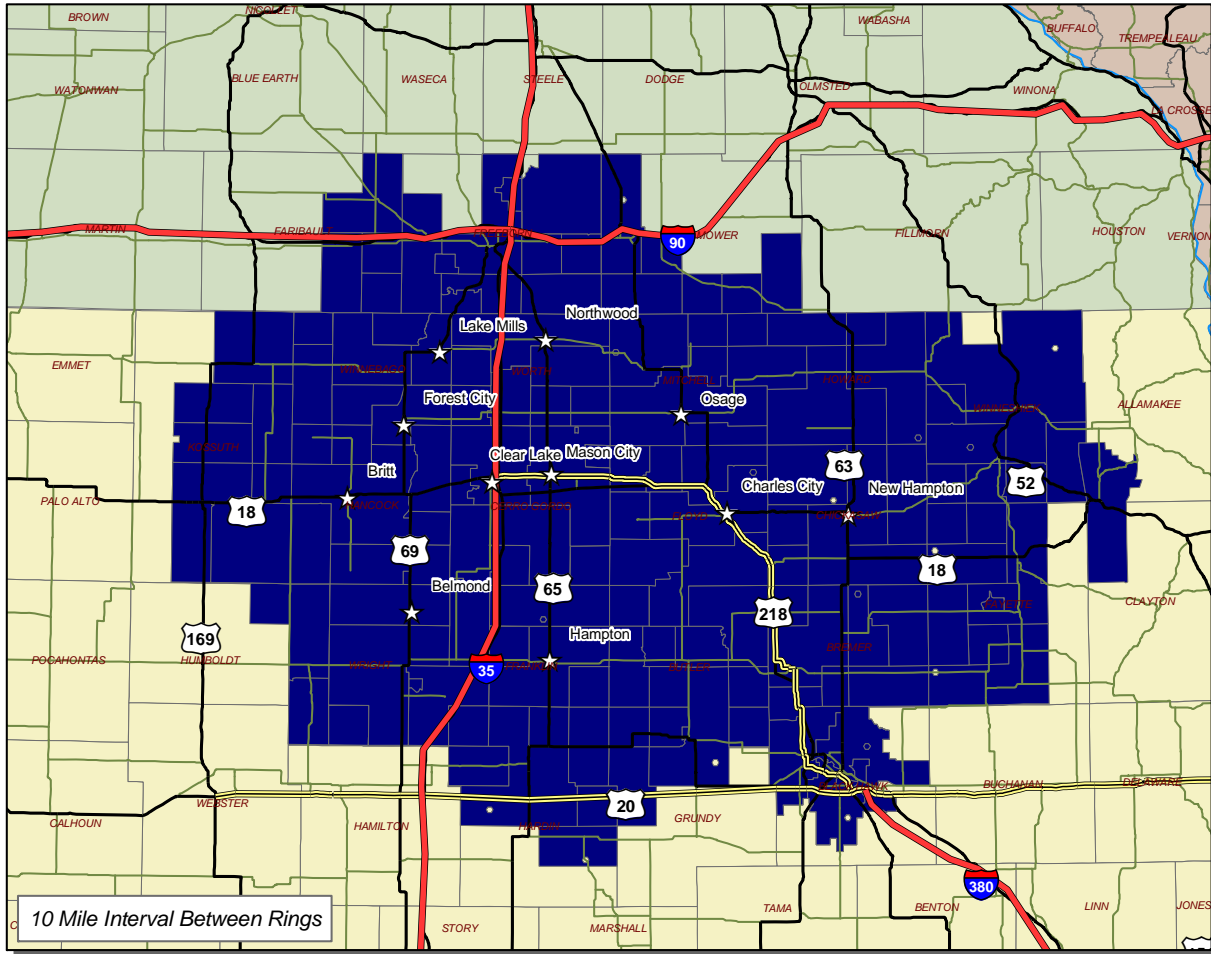 BROWN
NICOLLET
WABASHA
BUFFALO
TREMPEALEAU
WATONWAN
BLUE EARTH
WASECA
STEELE
DODGE
OLMSTED
WINONA
LA CROSSE
MARTIN
FARIBAULT
FREEBORN
90
MOWER
FILLMORN
HOUSTON
VERNON
Northwood
Lake Mills
EMMET
WINNEBAGO
WORTH
MITCHELL
HOWARD
WINNESHIEK
ALLAMAKEE
Forest City
Osage
KOSSUTH
Clear Lake
Mason City
Britt
63
Charles City
New Hampton
52
PALO ALTO
18
HANCOCK
CERRO GORDO
FLOYD
CHICKASAW
69
Belmond
65
18
218
FAYETTE
CLAYTON
169
Hampton
POCAHONTAS
HUMBOLDT
WRIGHT
35
FRANKLIN
BUTLER
BREMER
WEBSTER
20
BLACK HAWK
BUCHANAN
DELAWARE
CALHOUN
HAMILTON
HARDIN
GRUNDY
380
10 Mile Interval Between Rings
STORY
MARSHALL
TAMA
BENTON
LINN
JONES